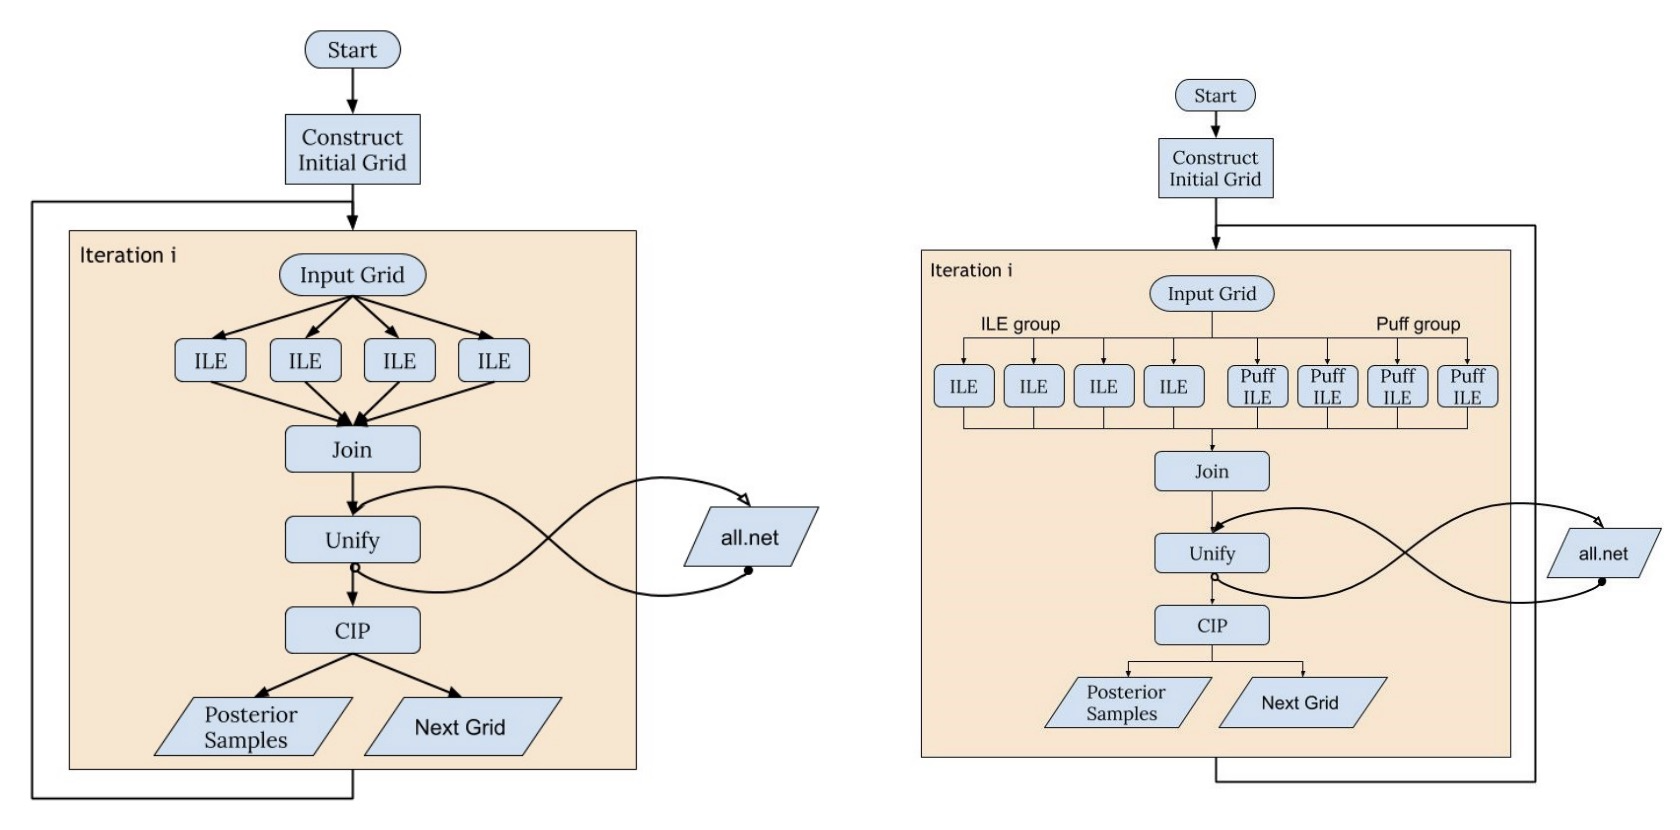 Start
Construct
Initial Grid
Iteration i
Input Grid
ILE
ILE
ILE
ILE
Join
Unify
all.net
CIP
Posterior
Samples
Next Grid
Start
Construct
Initial Grid
Iteration i
Input Grid
ILE group
Puff group
ILE
ILE
ILE
ILE
Puff
ILE
Puff
ILE
Puff
ILE
Puff
ILE
Join
Unify
all.net
CIP
Posterior
Samples
Next Grid